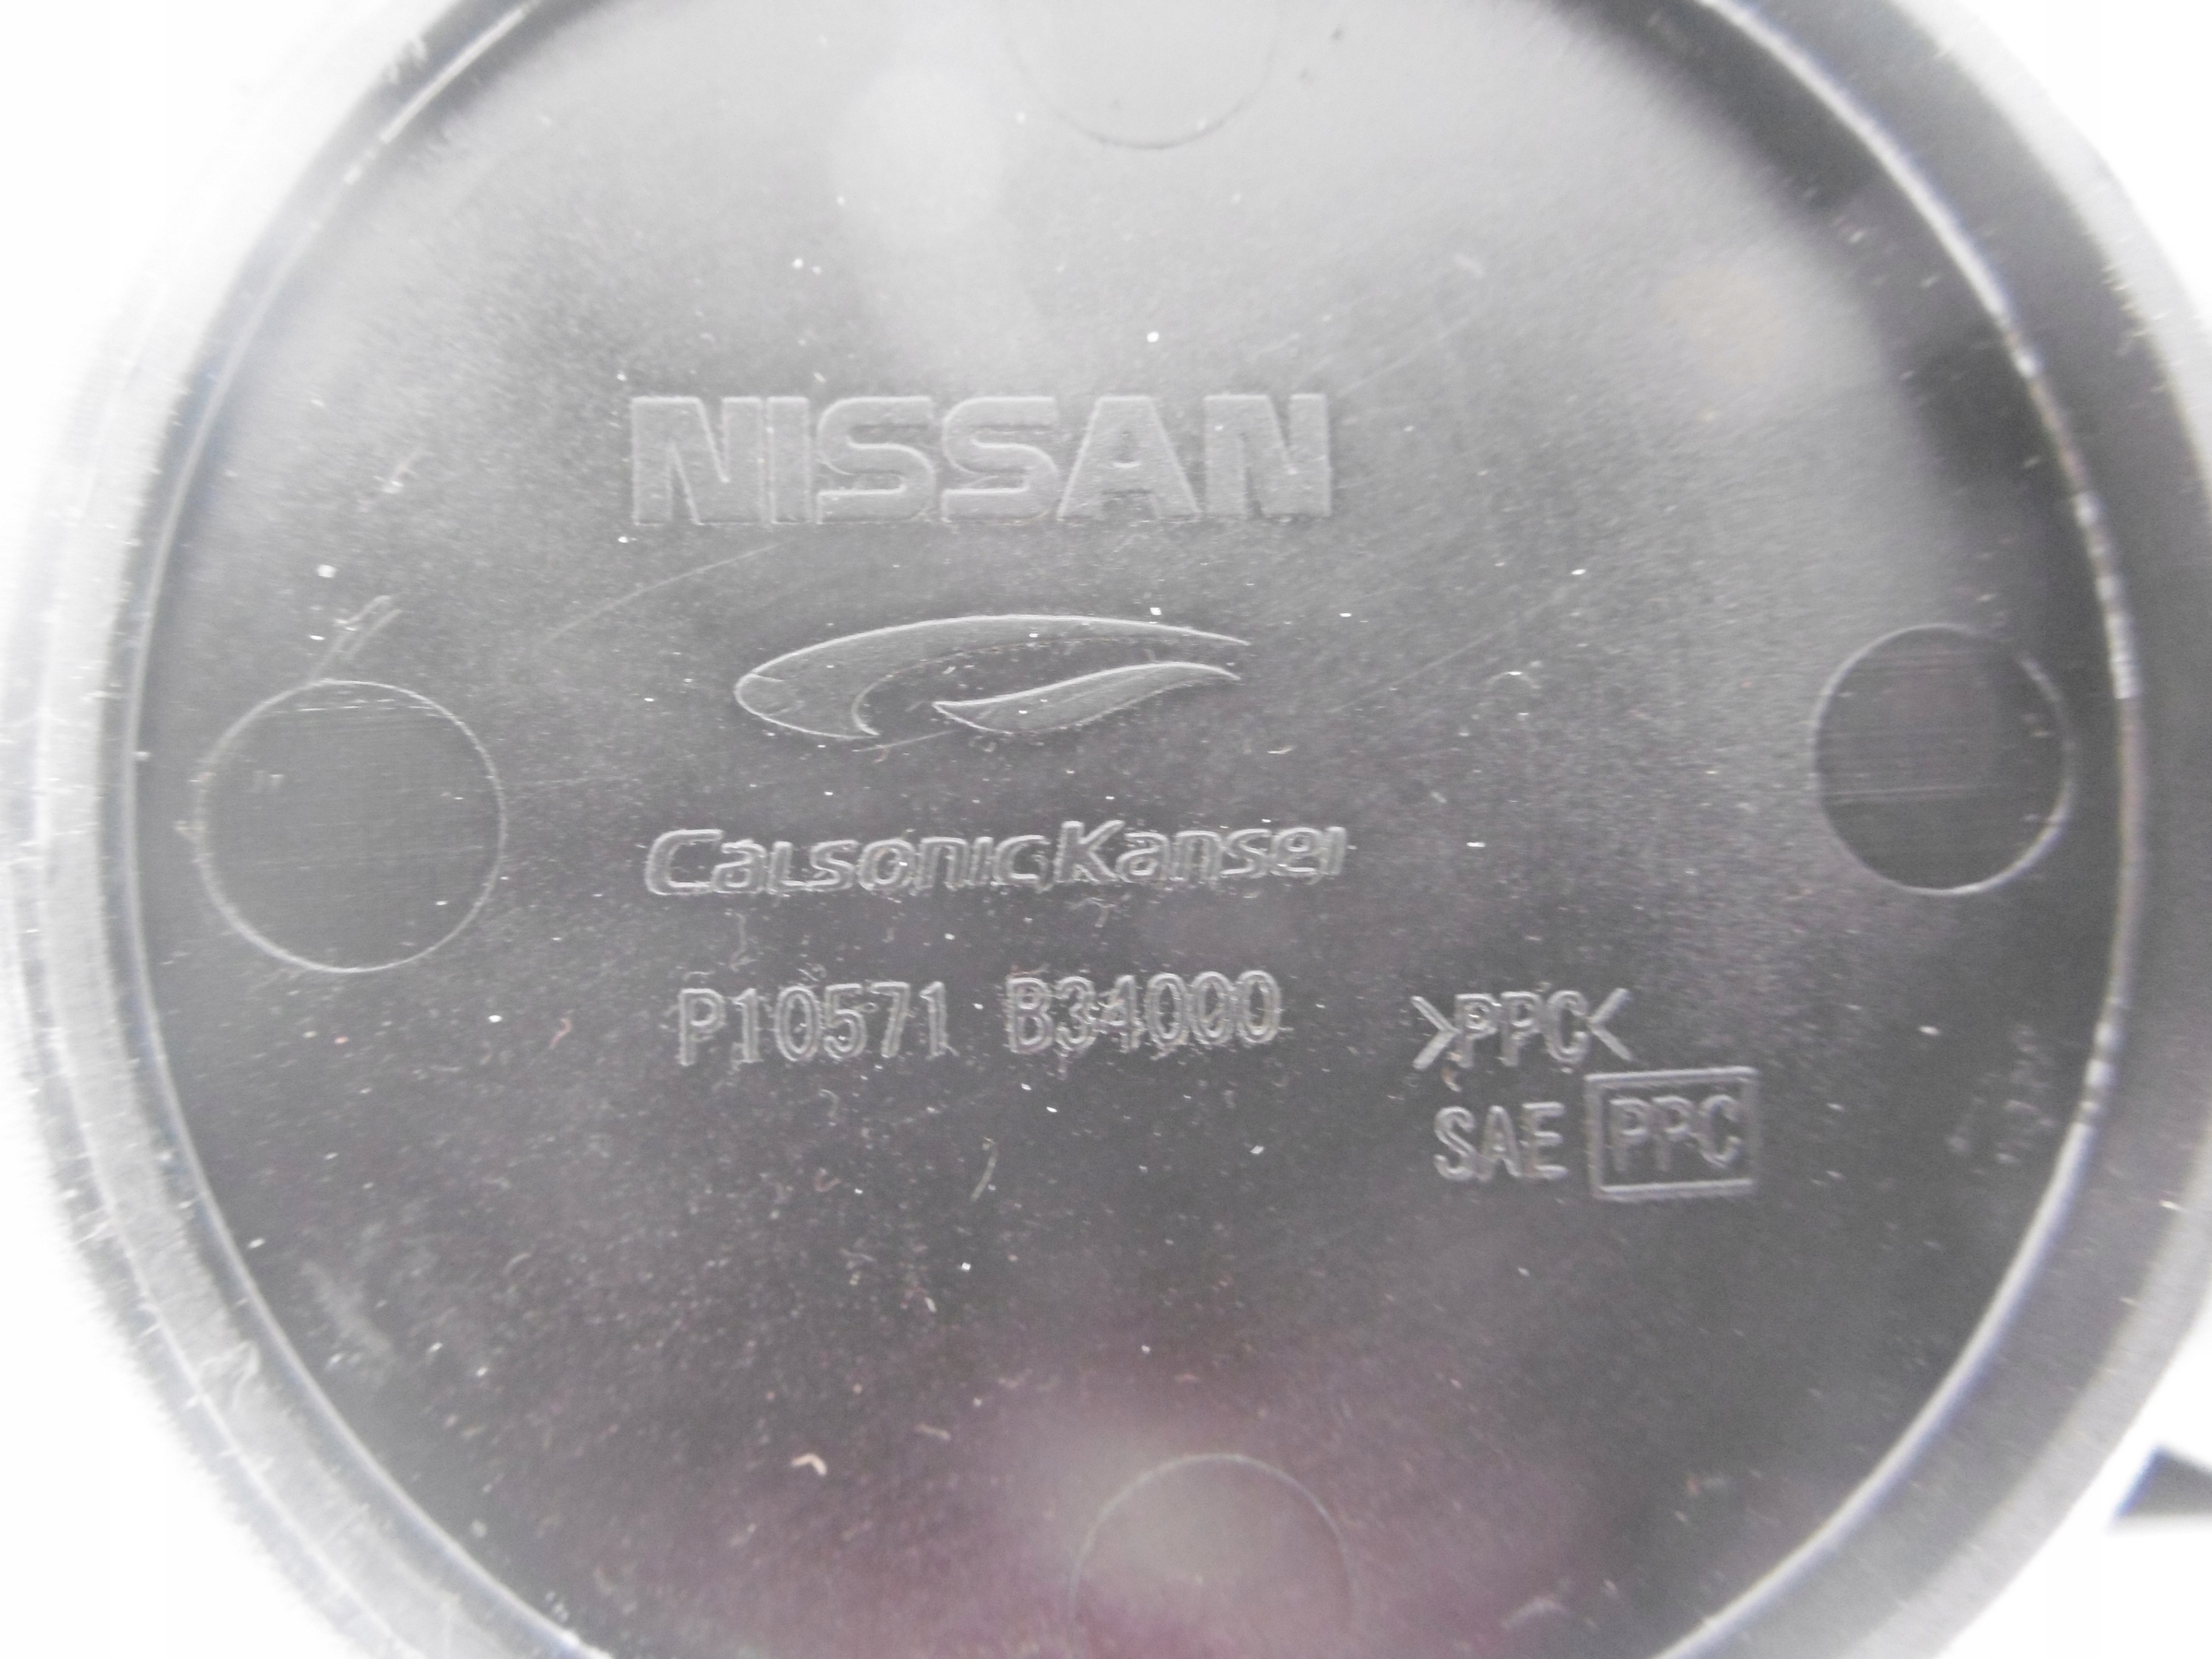 NISSAN
CalsonicKansei
P10571 B34000
>PPC<
SAE PPC